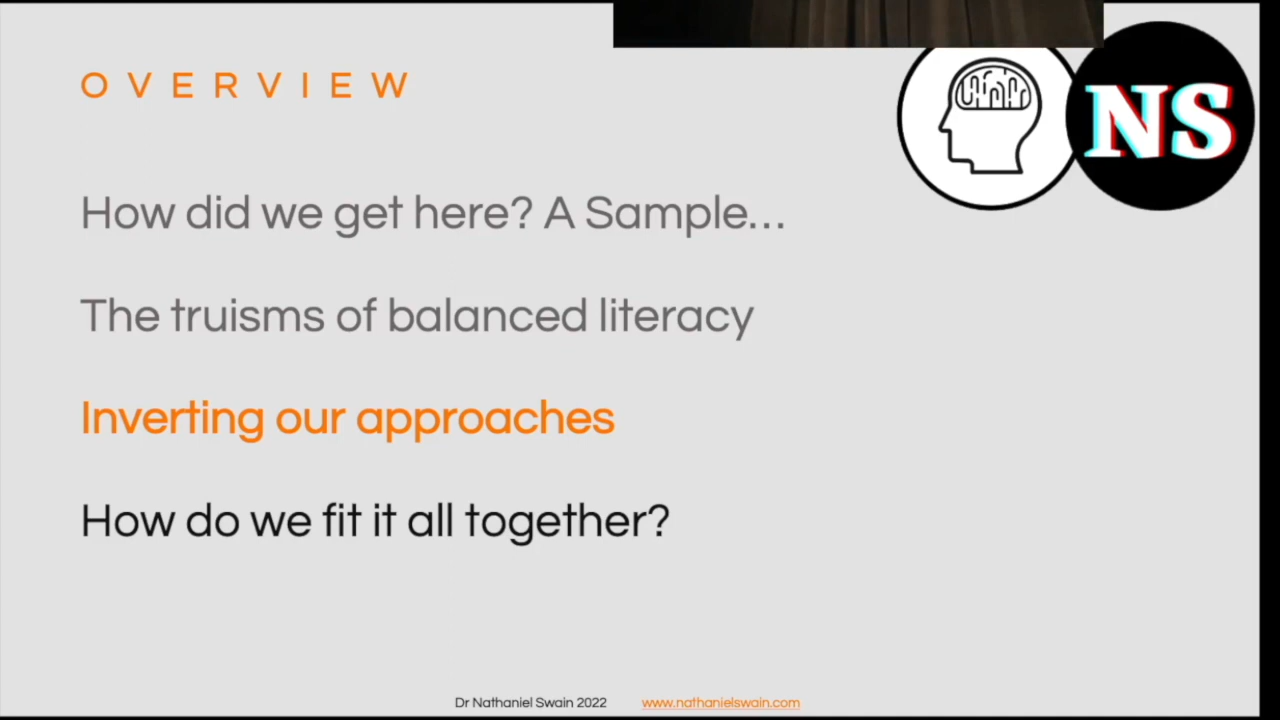 OVERVIEW
NS
How did we get here? A Sample…
The truisms of balanced literacy
Inverting our approaches
How do we fit it all together?
Dr Nathaniel Swain 2022 www.nathanielswain.com